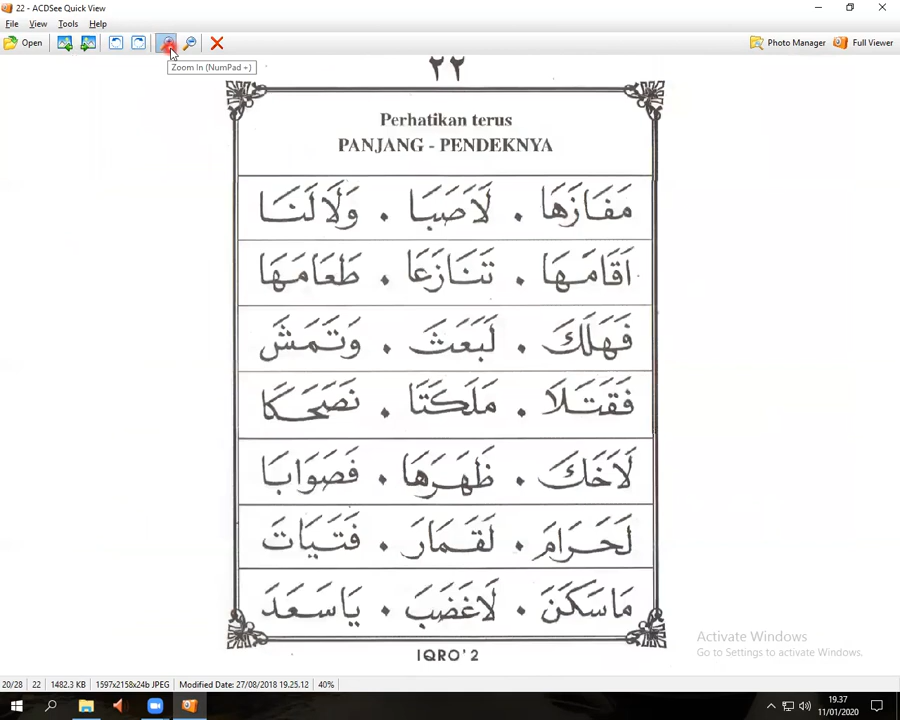 22 - ACDSee Quick View
File View Tools Help
Open
Photo Manager Full Viewer
Zoom In (NumPad +)
٢٢
Perhatikan terus
PANJANG - PENDEKNYA
مَفَازَهَا . لَاصَبَا . وَلَالَنَا
اَقَامَهَا . تَنَازَعَا . طَعَامَهَا
فَهَلَكَ . لَبَعَثَ . وَتَمَشَ
فَقَتَلَا . مَلَكَتَا . نَصَحَكَا
لَاَخَكَ . ظَهَرَهَا . فَصَوَابَا
لَحَرَامَ . لَقَمَارَ . فَتَيَاتَ
مَاسَكَنَ . لَاغَضَبَ . يَاسَعَدَ
IQRO'2
Activate Windows
Go to Settings to activate Windows.
20/28 22 1482.3 KB 1597x2158x24b JPEG Modified Date: 27/08/2018 19.25.12 40%
19.37
11/01/2020